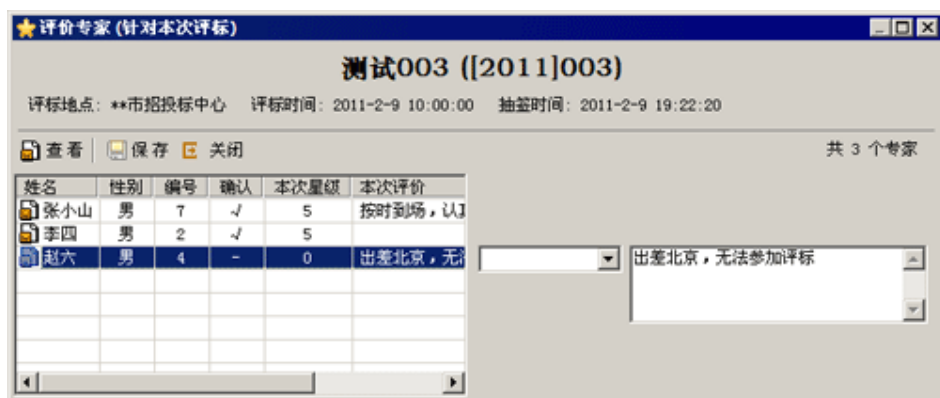 评价专家(针对本次评标)
测试003 ([2011]003)
评标地点: **市招投标中心 评标时间: 2011-2-9 10:00:00 抽签时间: 2011-2-9 19:22:20
查看 保存 关闭 共 3 个专家
姓名 性别 编号 确认 本次星级 本次评价
张小山 男 7 √ 5 按时到场,认真
李四 男 2 √ 5
赵六 男 4 - 0 出差北京,无法 出差北京,无法参加评标